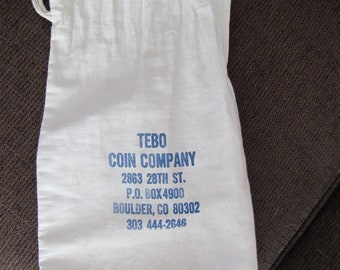 TEBO
COIN COMPANY
2863 28TH ST.
P.O. BOX 4900
BOULDER, CO 80302
303 444-2646